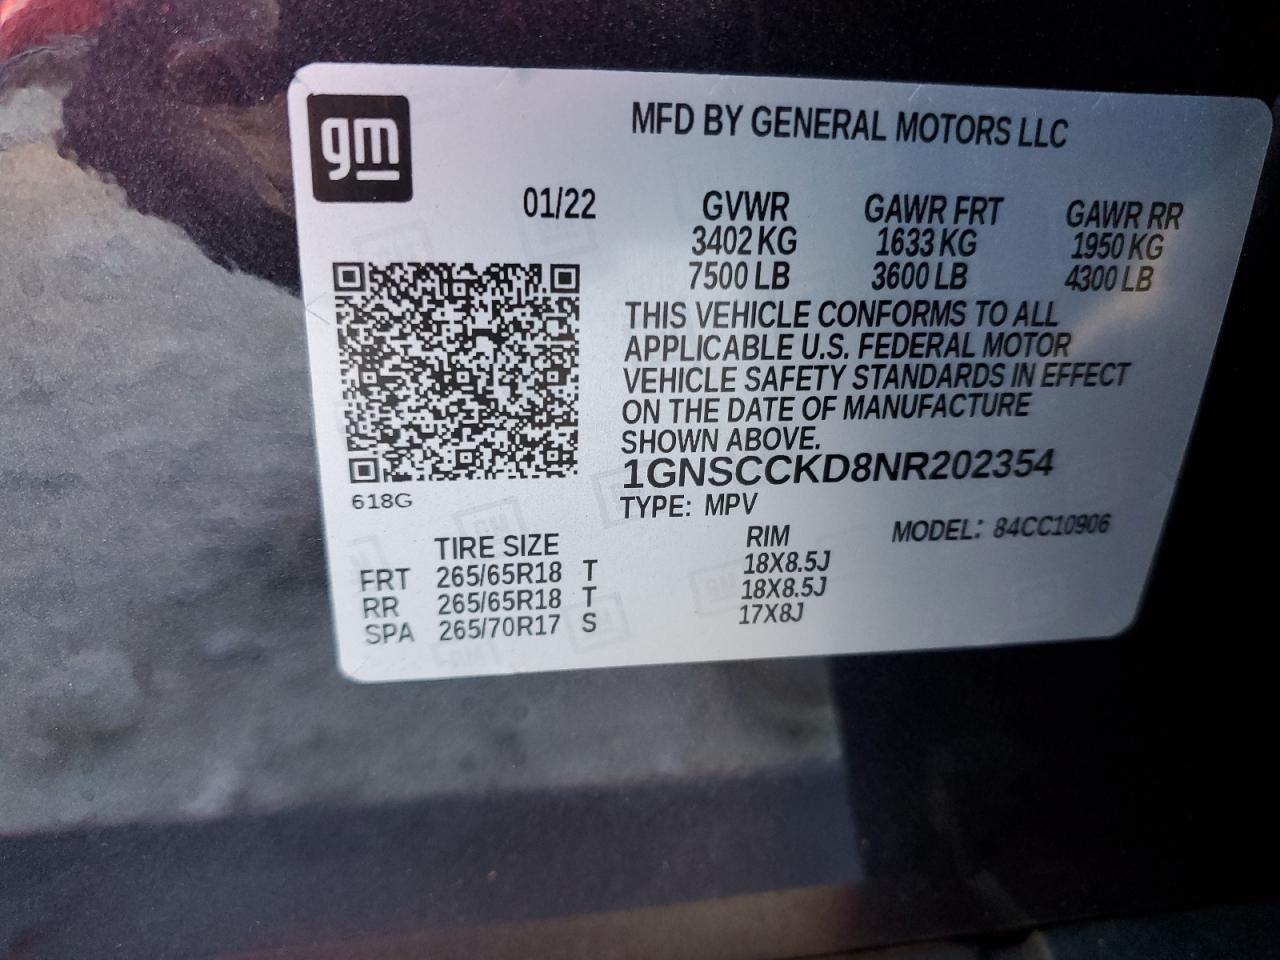 gm
MFD BY GENERAL MOTORS LLC
01/22 GVWR GAWR FRT GAWR RR
3402 KG 1633 KG 1950 KG
7500 LB 3600 LB 4300 LB
THIS VEHICLE CONFORMS TO ALL
APPLICABLE U.S. FEDERAL MOTOR
VEHICLE SAFETY STANDARDS IN EFFECT
ON THE DATE OF MANUFACTURE
SHOWN ABOVE.
1GNSCCKD8NR202354
618G
TYPE: MPV
TIRE SIZE RIM MODEL: 84CC10906
FRT 265/65R18 T 18X8.5J
RR 265/65R18 T 18X8.5J
SPA 265/70R17 S 17X8J